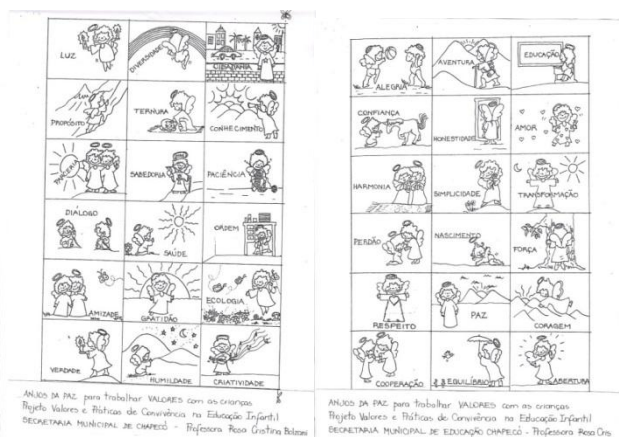 LUZ
DIVERSIDADE
CIDADANIA
PROPÓSITO
TERNURA
CONHECIMENTO
PARCERIA
SABEDORIA
PACIÊNCIA
DIÁLOGO
SAÚDE
ORDEM
AMIZADE
GRATIDÃO
ECOLOGIA
VERDADE
HUMILDADE
CRIATIVIDADE
ANJOS DA PAZ para trabalhar VALORES com as crianças
Projeto Valores e Práticas de Convivência na Educação Infantil
SECRETARIA MUNICIPAL DE CHAPECÓ - Professora Rosa Cristina Bolzoni
ALEGRIA
AVENTURA
EDUCAÇÃO
CONFIANÇA
HONESTIDADE
AMOR
HARMONIA
SIMPLICIDADE
TRANSFORMAÇÃO
PERDÃO
NASCIMENTO
FORÇA
RESPEITO
PAZ
CORAGEM
COOPERAÇÃO
EQUILÍBRIO
ABERTURA
ANJOS DA PAZ para trabalhar VALORES com as crianças
Projeto Valores e Práticas de Convivência na Educação Infantil
SECRETARIA MUNICIPAL DE EDUCAÇÃO CHAPECÓ - Professora Rosa Cris